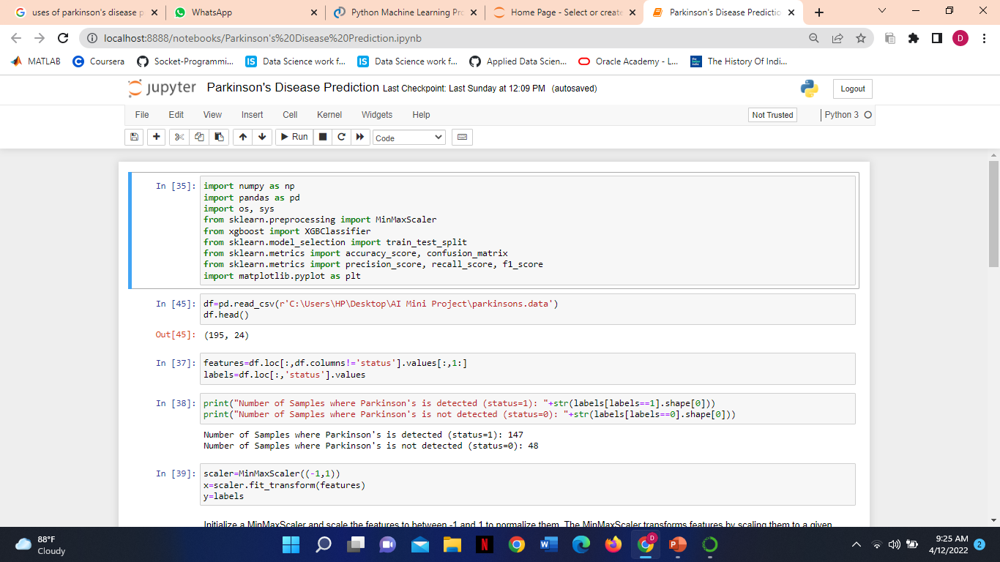 uses of parkinson's disease p
WhatsApp
Python Machine Learning Pro
Home Page - Select or create
Parkinson's Disease Predictio
localhost:8888/notebooks/Parkinson's%20Disease%20Prediction.ipynb
D
MATLAB
Coursera
Socket-Programmi...
IS Data Science work f...
IS Data Science work f...
Applied Data Scien...
Oracle Academy - L...
The History Of Indi...
jupyter Parkinson's Disease Prediction Last Checkpoint: Last Sunday at 12:09 PM (autosaved)
Logout
File Edit View Insert Cell Kernel Widgets Help
Not Trusted
Python 3
Run
Code
In [35]: import numpy as np
import pandas as pd
import os, sys
from sklearn.preprocessing import MinMaxScaler
from xgboost import XGBClassifier
from sklearn.model_selection import train_test_split
from sklearn.metrics import accuracy_score, confusion_matrix
from sklearn.metrics import precision_score, recall_score, f1_score
import matplotlib.pyplot as plt
In [45]: df=pd.read_csv(r'C:\Users\HP\Desktop\AI Mini Project\parkinsons.data')
df.head()
Out[45]: (195, 24)
In [37]: features=df.loc[:,df.columns!='status'].values[:,1:]
labels=df.loc[:,'status'].values
In [38]: print("Number of Samples where Parkinson's is detected (status=1): "+str(labels[labels==1].shape[0]))
print("Number of Samples where Parkinson's is not detected (status=0): "+str(labels[labels==0].shape[0]))
Number of Samples where Parkinson's is detected (status=1): 147
Number of Samples where Parkinson's is not detected (status=0): 48
In [39]: scaler=MinMaxScaler((-1,1))
x=scaler.fit_transform(features)
y=labels
Initialize a MinMaxScaler and scale the features to between -1 and 1 to normalize them. The MinMaxScaler transforms features by scaling them to a given
88°F
Cloudy
9:25 AM
4/12/2022
2